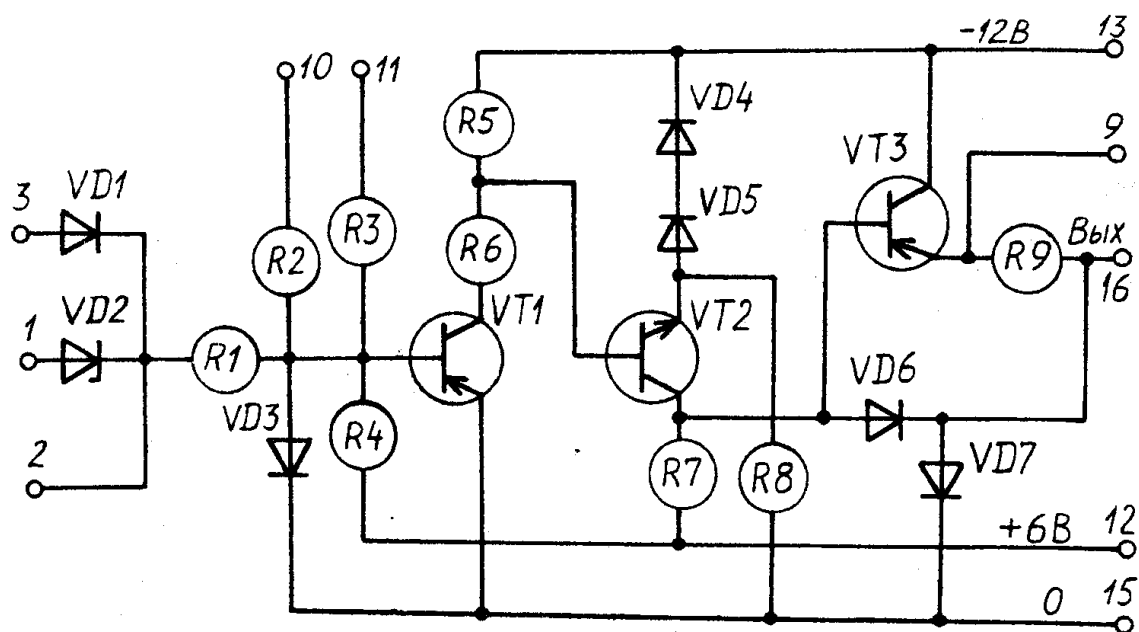 -12В 13
10 11
R5 VD4 9
VT3
3 VD1 R3 VD5 Вых
R2 R6 R9 16
1 VD2 VT1 VT2
R1 VD6
VD3 R4
2 R7 R8 VD7
+6В 12
0 15